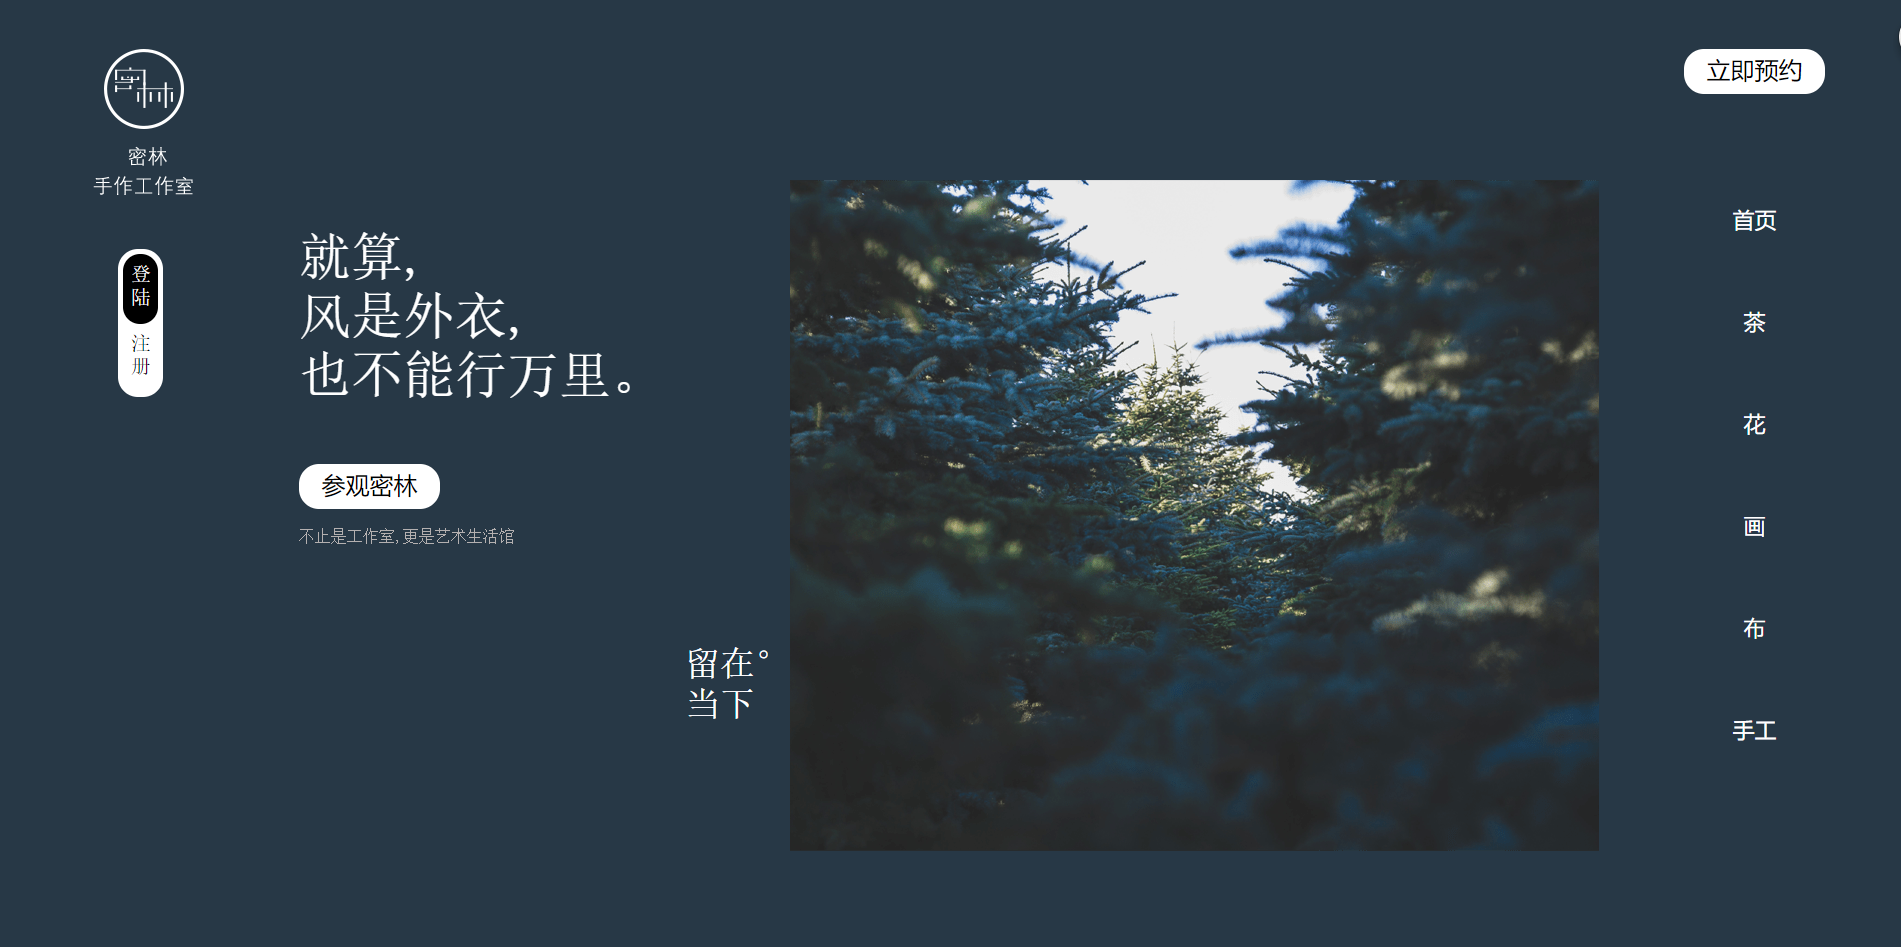 密林
立即预约
密林
手作工作室
登
陆
注
册
就算,
风是外衣,
也不能行万里。
参观密林
不止是工作室,更是艺术生活馆
留在。
当下
首页
茶
花
画
布
手工